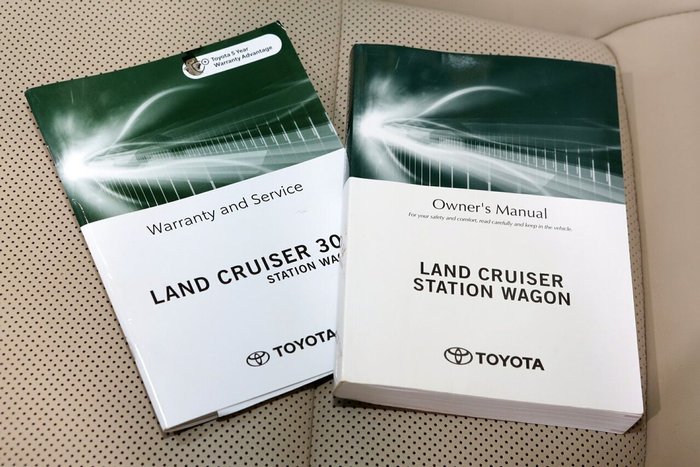 Toyota 5 Year
Warranty Advantage
Warranty and Service
LAND CRUISER 30
STATION WAG
TOYOTA
Owner's Manual
For your safety and comfort, read carefully and keep in the vehicle.
LAND CRUISER
STATION WAGON
TOYOTA